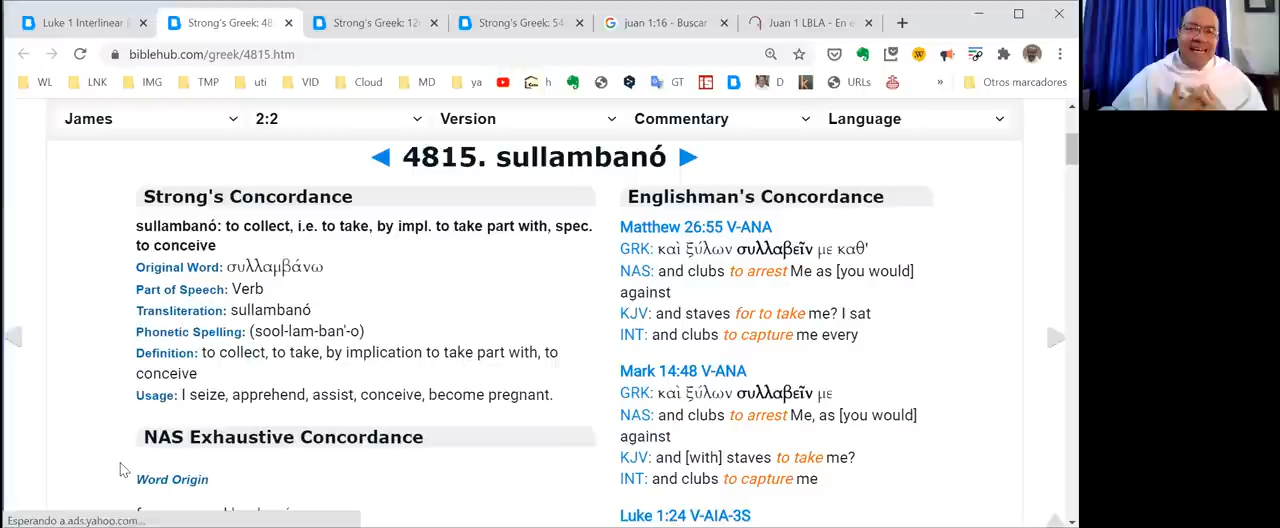 Luke 1 Interlinear
Strong's Greek: 48
Strong's Greek: 12
Strong's Greek: 54
juan 1:16 - Buscar
Juan 1 LBLA - En e
biblehub.com/greek/4815.htm
WL LNK IMG TMP uti VID Cloud MD ya h GT D URLs » Otros marcadores
James 2:2 Version Commentary Language
4815. sullambanó
Strong's Concordance
sullambanó: to collect, i.e. to take, by impl. to take part with, spec.
to conceive
Original Word: συλλαμβάνω
Part of Speech: Verb
Transliteration: sullambanó
Phonetic Spelling: (sool-lam-ban'-o)
Definition: to collect, to take, by implication to take part with, to
conceive
Usage: I seize, apprehend, assist, conceive, become pregnant.
NAS Exhaustive Concordance
Word Origin
Englishman's Concordance
Matthew 26:55 V-ANA
GRK: καὶ ξύλων συλλαβεῖν με καθ'
NAS: and clubs to arrest Me as [you would]
against
KJV: and staves for to take me? I sat
INT: and clubs to capture me every
Mark 14:48 V-ANA
GRK: καὶ ξύλων συλλαβεῖν με
NAS: and clubs to arrest Me, as [you would]
against
KJV: and [with] staves to take me?
INT: and clubs to capture me
Luke 1:24 V-AIA-3S
Esperando a.ads.yahoo.com...